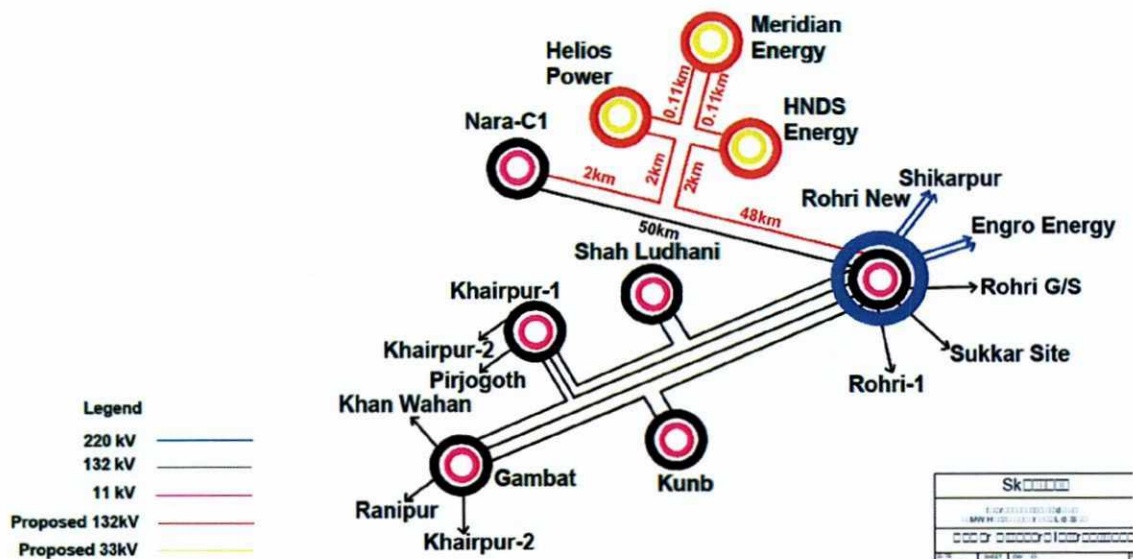 Meridian
Energy
Helios
Power
0.11km
0.11km
HNDS
Energy
Nara-C1
2km
2km
2km
48km
50km
Shikarpur
Rohri New
Engro Energy
Shah Ludhani
Rohri G/S
Khairpur-1
Khairpur-2
Sukkar Site
Pirjogoth
Rohri-1
Khan Wahan
Legend
220 kV
132 kV
11 kV
Proposed 132kV
Proposed 33kV
Gambat
Kunb
Ranipur
Khairpur-2